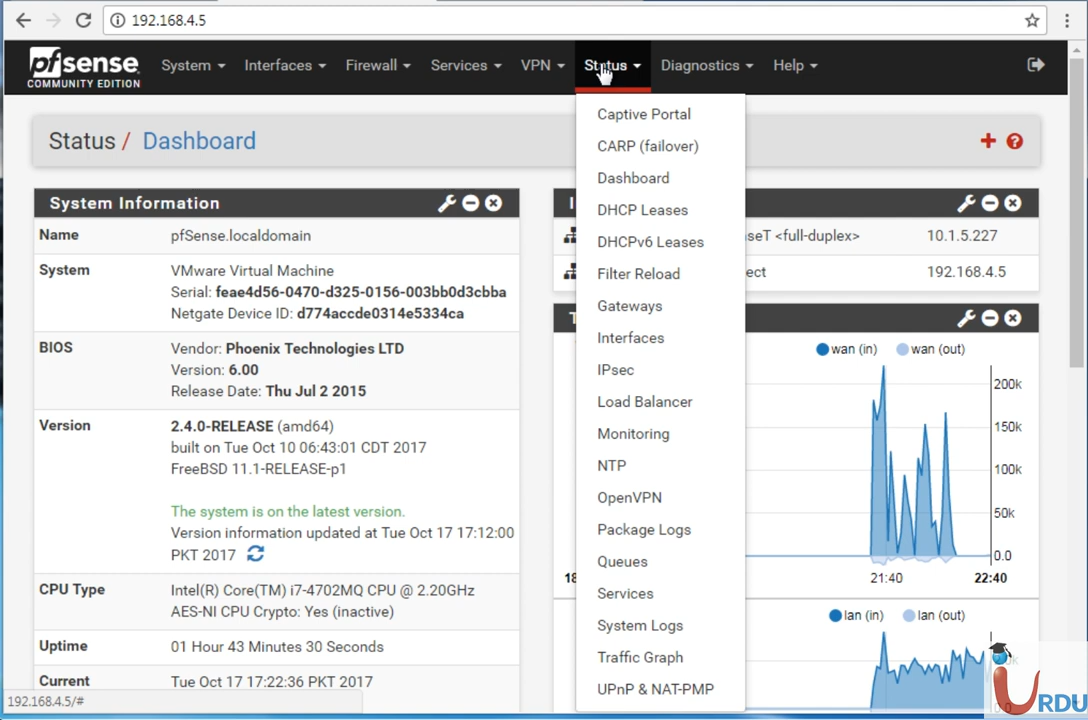 192.168.4.5
pfsense
COMMUNITY EDITION
System Interfaces Firewall Services VPN Status Diagnostics Help
Status / Dashboard
System Information
Name pfSense.localdomain
System VMware Virtual Machine
Serial: feae4d56-0470-d325-0156-003bb0d3cbba
Netgate Device ID: d774accde0314e5334ca
BIOS Vendor: Phoenix Technologies LTD
Version: 6.00
Release Date: Thu Jul 2 2015
Version 2.4.0-RELEASE (amd64)
built on Tue Oct 10 06:43:01 CDT 2017
FreeBSD 11.1-RELEASE-p1
The system is on the latest version.
Version information updated at Tue Oct 17 17:12:00
PKT 2017
CPU Type Intel(R) Core(TM) i7-4702MQ CPU @ 2.20GHz
AES-NI CPU Crypto: Yes (inactive)
Uptime 01 Hour 43 Minutes 30 Seconds
Current Tue Oct 17 17:22:36 PKT 2017
192.168.4.5/#
Captive Portal
CARP (failover)
Dashboard
DHCP Leases
DHCPv6 Leases
Filter Reload
Gateways
Interfaces
IPsec
Load Balancer
Monitoring
NTP
OpenVPN
Package Logs
Queues
Services
System Logs
Traffic Graph
UPnP & NAT-PMP
<full-duplex> 10.1.5.227
192.168.4.5
wan (in) wan (out)
200k
150k
100k
50k
0.0
21:40 22:40
lan (in) lan (out)
URDU